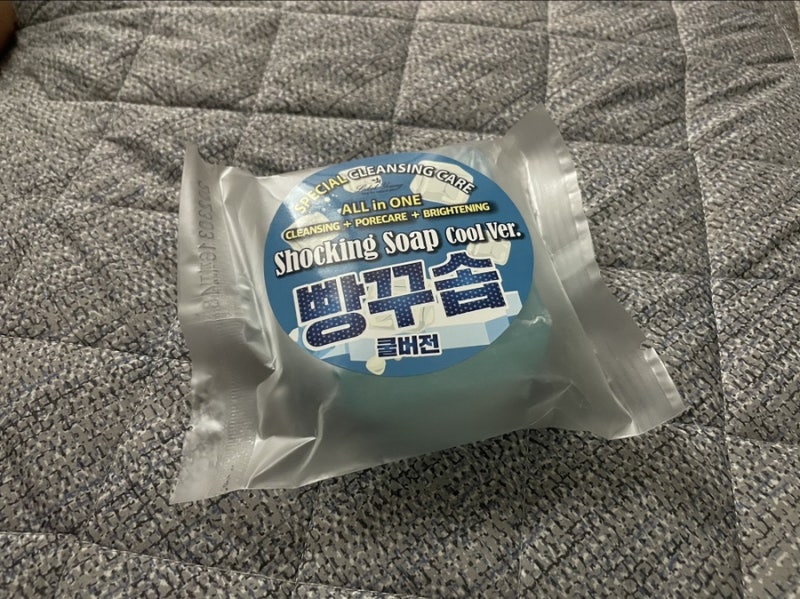 SPECIAL CLEANSING CARE
ALL in ONE
CLEANSING + PORECARE + BRIGHTENING
Shocking Soap Cool Ver.
빵꾸솝
쿨버전